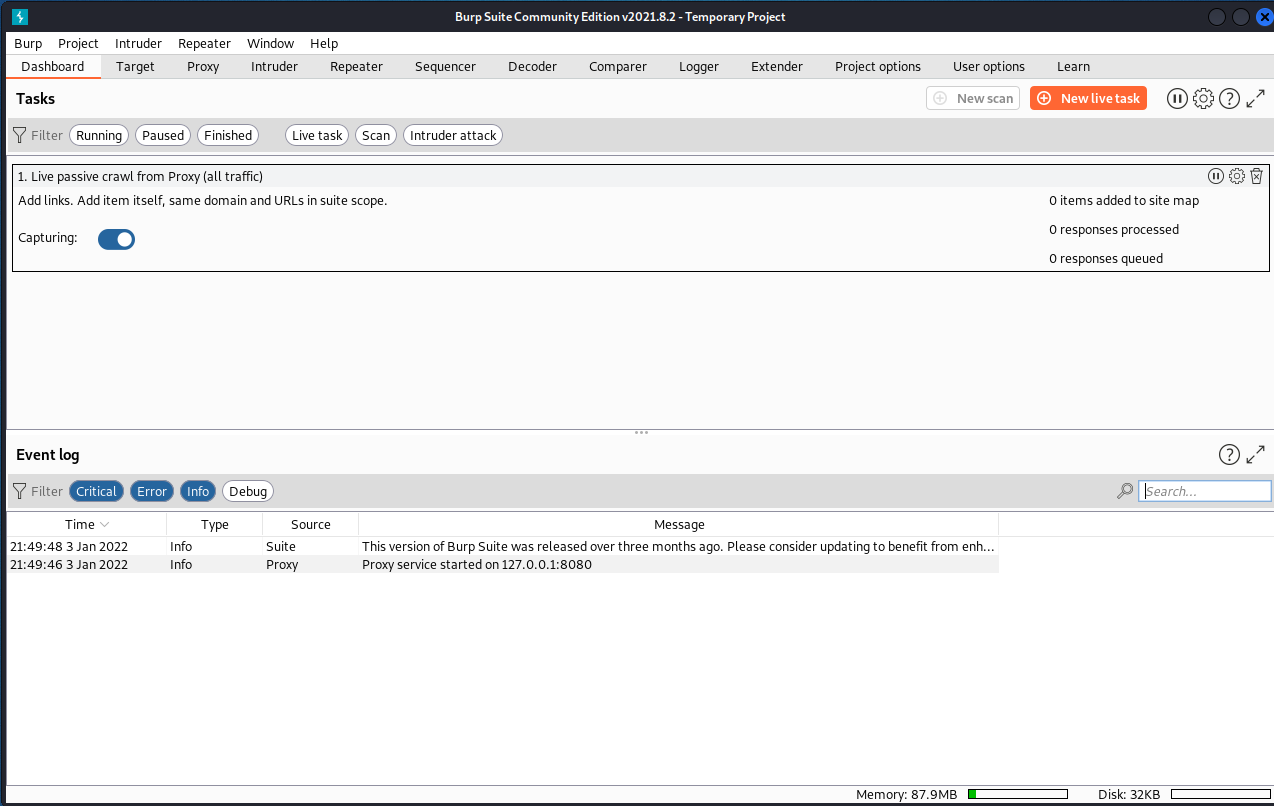 Burp Suite Community Edition v2021.8.2 - Temporary Project
Burp Project Intruder Repeater Window Help
Dashboard Target Proxy Intruder Repeater Sequencer Decoder Comparer Logger Extender Project options User options Learn
Tasks New scan New live task
Filter Running Paused Finished Live task Scan Intruder attack
1. Live passive crawl from Proxy (all traffic)
Add links. Add item itself, same domain and URLs in suite scope. 0 items added to site map
0 responses processed
Capturing:
0 responses queued
Event log
Filter Critical Error Info Debug Search...
Time Type Source Message
21:49:48 3 Jan 2022 Info Suite This version of Burp Suite was released over three months ago. Please consider updating to benefit from enh...
21:49:46 3 Jan 2022 Info Proxy Proxy service started on 127.0.0.1:8080
Memory: 87.9MB Disk: 32KB